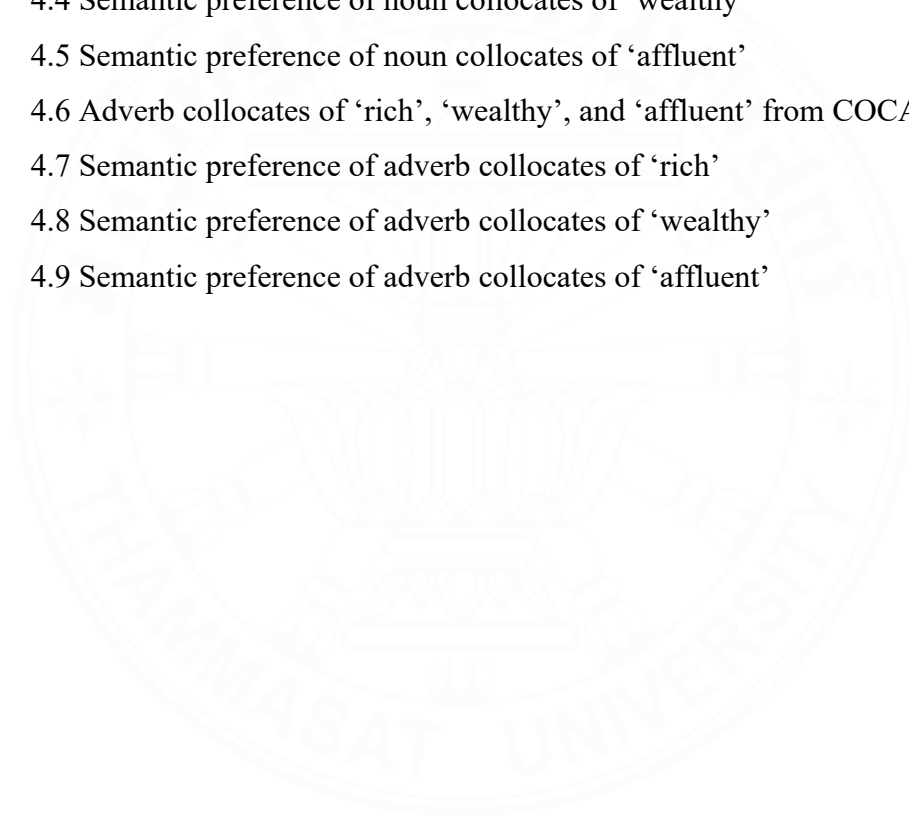 4.4 Semantic preference of noun collocates of ‘wealthy’
4.5 Semantic preference of noun collocates of ‘affluent’
4.6 Adverb collocates of ‘rich’, ‘wealthy’, and ‘affluent’ from COCA
4.7 Semantic preference of adverb collocates of ‘rich’
4.8 Semantic preference of adverb collocates of ‘wealthy’
4.9 Semantic preference of adverb collocates of ‘affluent’
THAMMASAT UNIVERSITY